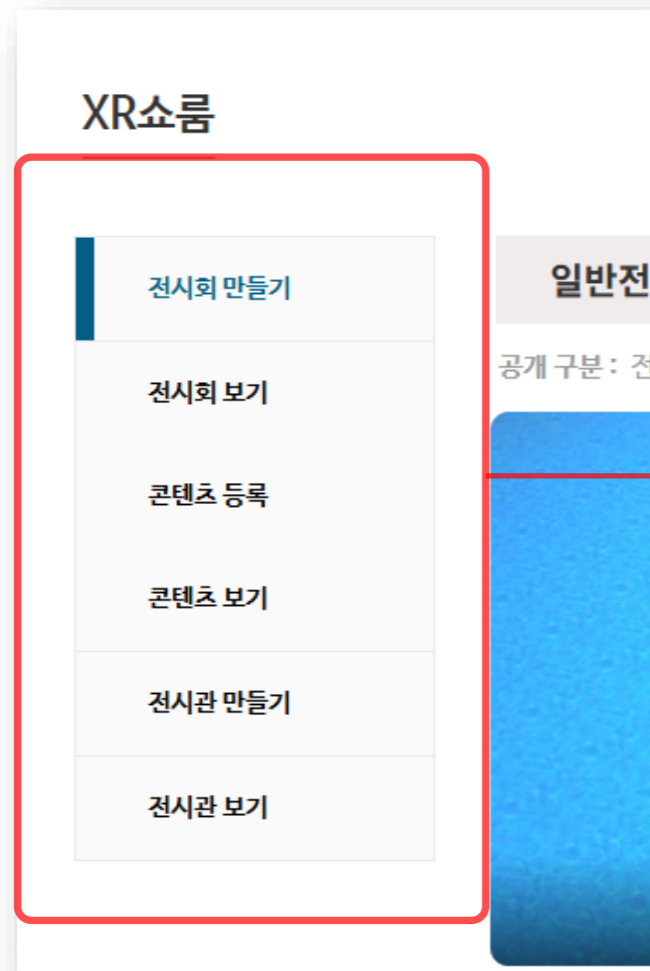 XR쇼룸
전시회 만들기
전시회 보기
콘텐츠 등록
콘텐츠 보기
전시관 만들기
전시관 보기
일반전
공개 구분 : 전